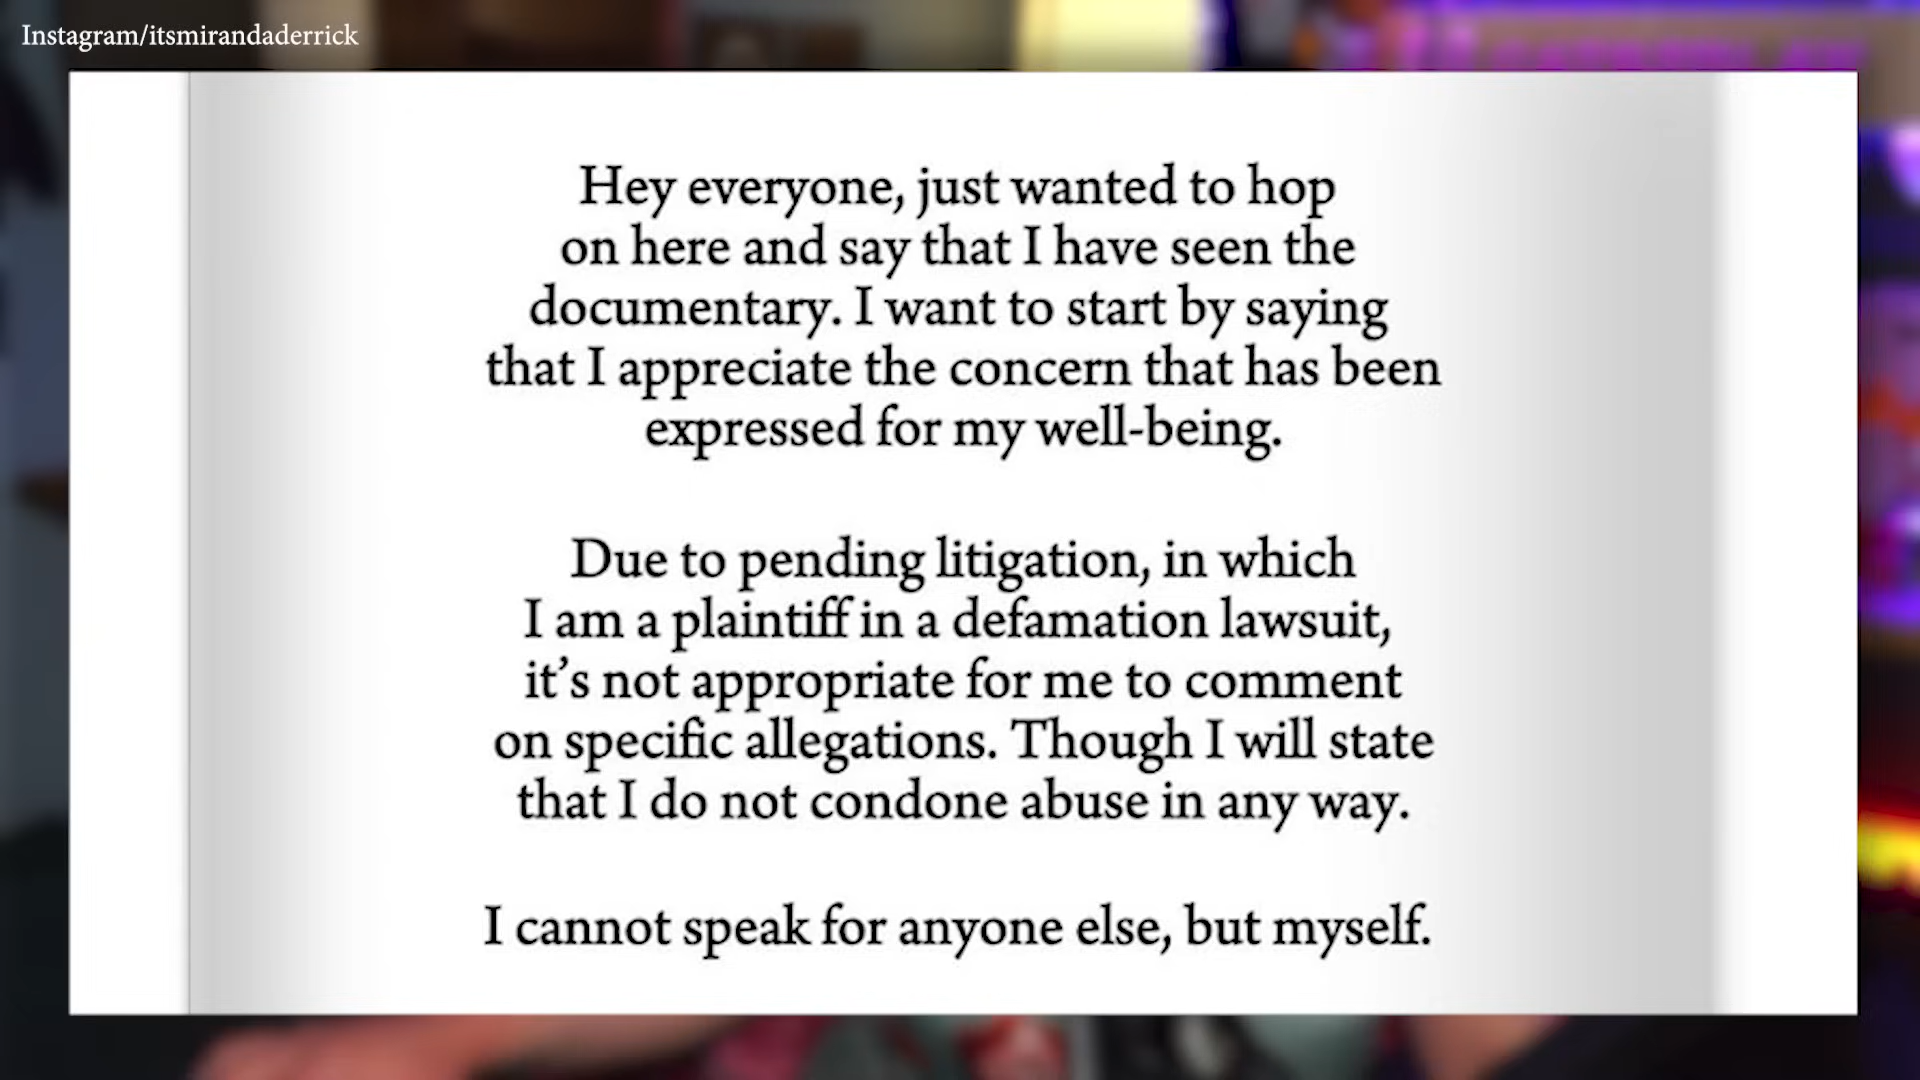 Instagram/itsmirandaderrick
Hey everyone, just wanted to hop
on here and say that I have seen the
documentary. I want to start by saying
that I appreciate the concern that has been
expressed for my well-being.
Due to pending litigation, in which
I am a plaintiff in a defamation lawsuit,
it’s not appropriate for me to comment
on specific allegations. Though I will state
that I do not condone abuse in any way.
I cannot speak for anyone else, but myself.